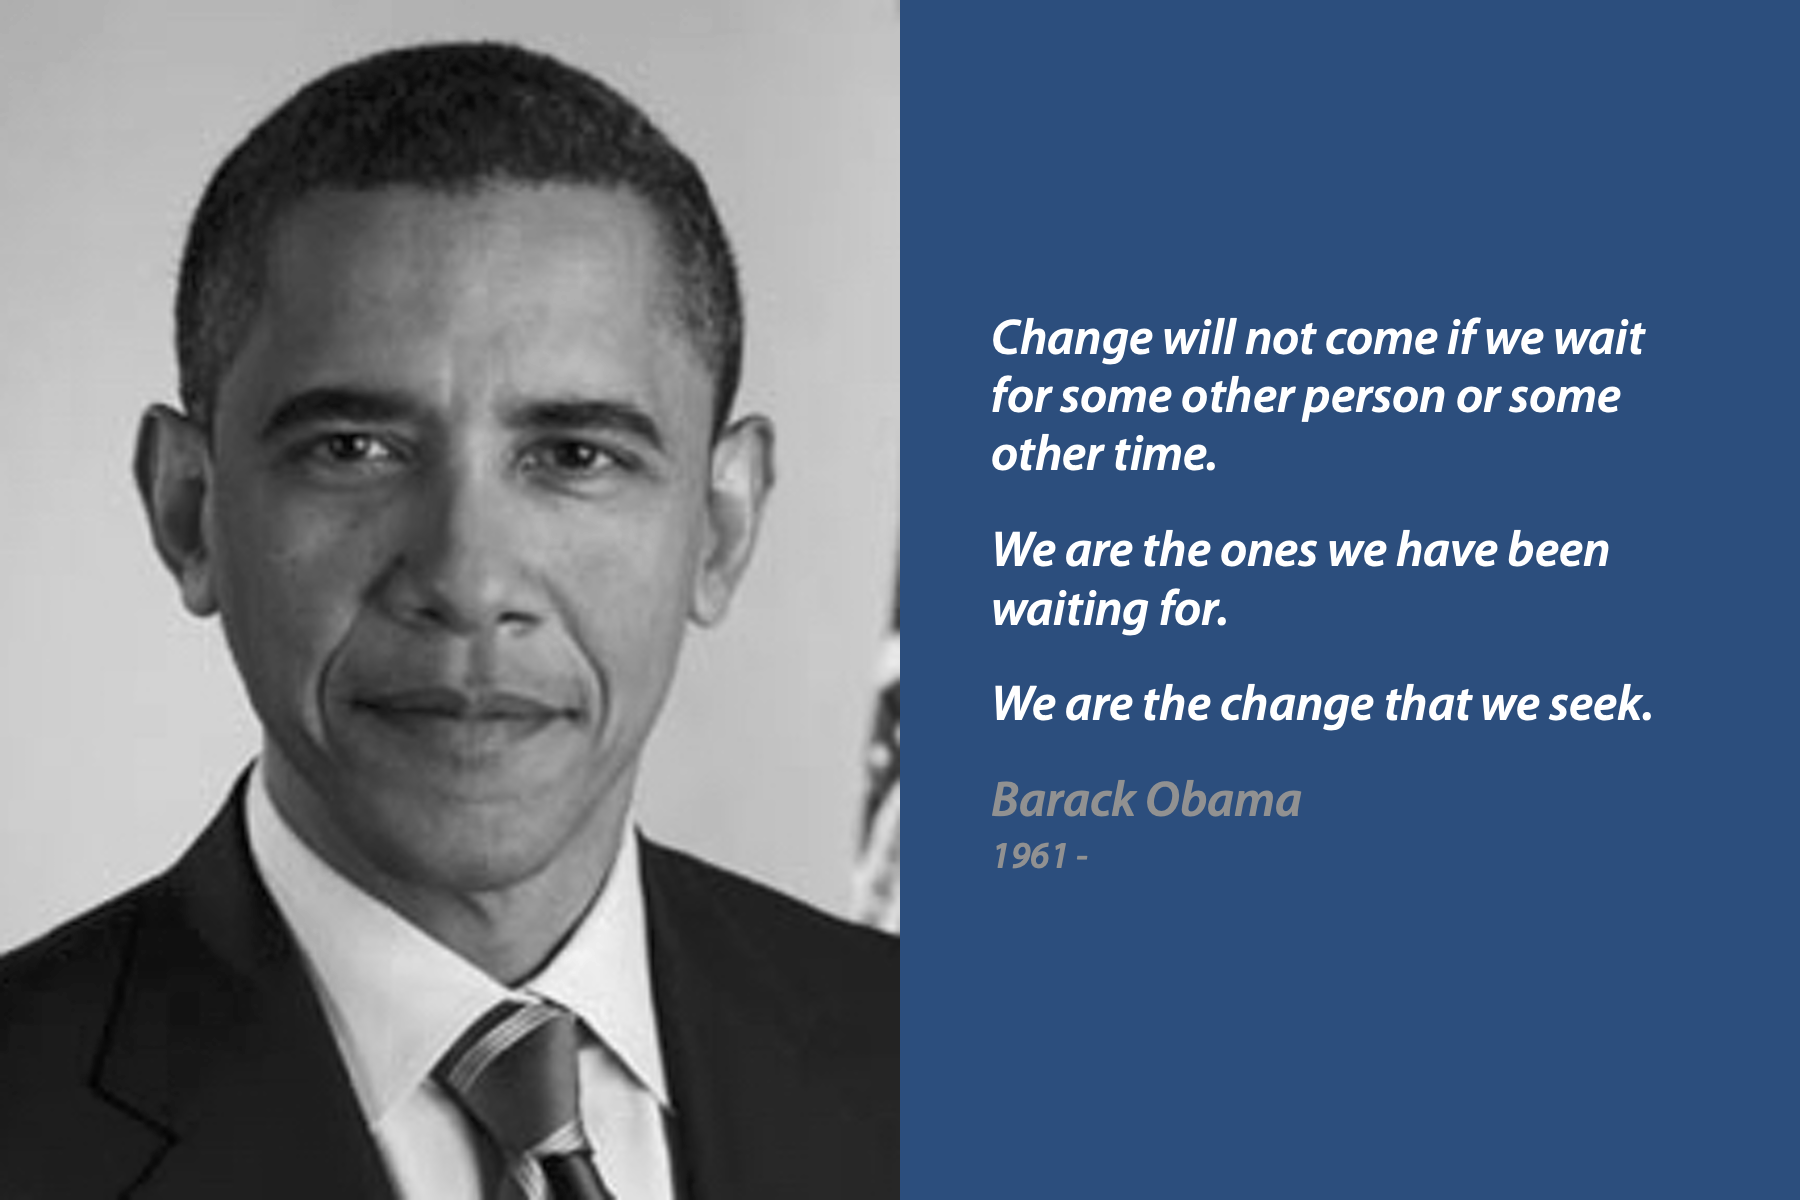 Change will not come if we wait
for some other person or some
other time.
We are the ones we have been
waiting for.
We are the change that we seek.
Barack Obama
1961 -